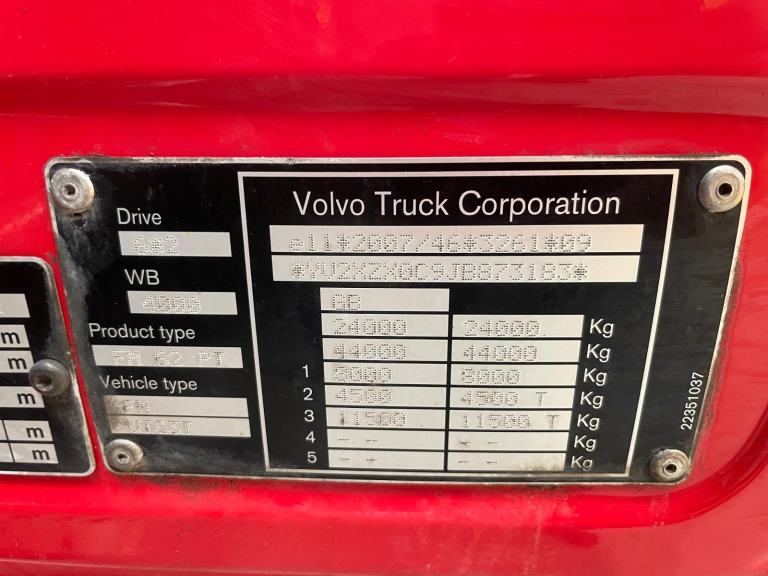 Volvo Truck Corporation
e11*2007/46*3261*09
Drive
6*2
WB
4000
Product type
FM 62 PT
Vehicle type
FM
GB
24000 24000 Kg
44000 44000 Kg
1 8000 8000 Kg
2 4500 4500 T Kg
3 11500 11500 T Kg
4 -- -- Kg
5 -- -- Kg
22351037
m
m
m
m
m